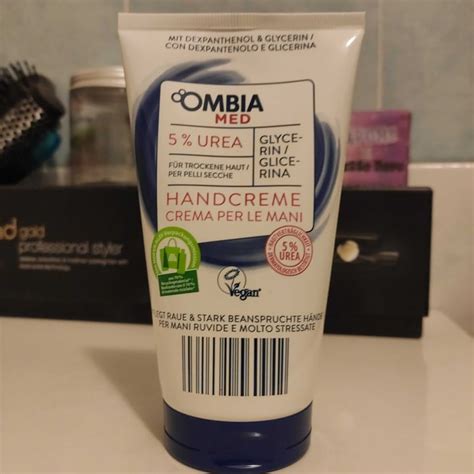 MIT DEXPANTHENOL & GLYCERIN /
CON DEXPANTENOLO E GLICERINA
OMBIA
MED
5 % UREA
GLYCE-
RIN /
GLICE-
RINA
FÜR TROCKENE HAUT /
PER PELLI SECCHE
HANDCREME
CREMA PER LE MANI
5 %
UREA
Vegan
LEGT RAUE & STARK BEANSPRUCHTE HÄNDE
PER MANI RUVIDE E MOLTO STRESSATE
d gold
professional styler